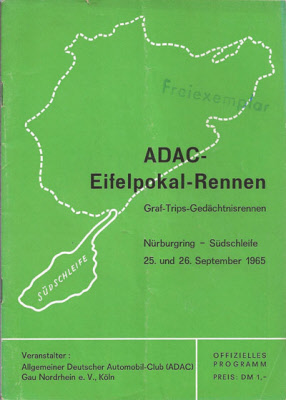 Freiexemplar
ADAC-
Eifelpokal-Rennen
Graf-Trips-Gedächtnisrennen
Nürburgring – Südschleife
25. und 26. September 1965
SÜDSCHLEIFE
Veranstalter :
Allgemeiner Deutscher Automobil-Club (ADAC)
Gau Nordrhein e. V., Köln
OFFIZIELLES
PROGRAMM
PREIS: DM 1,-